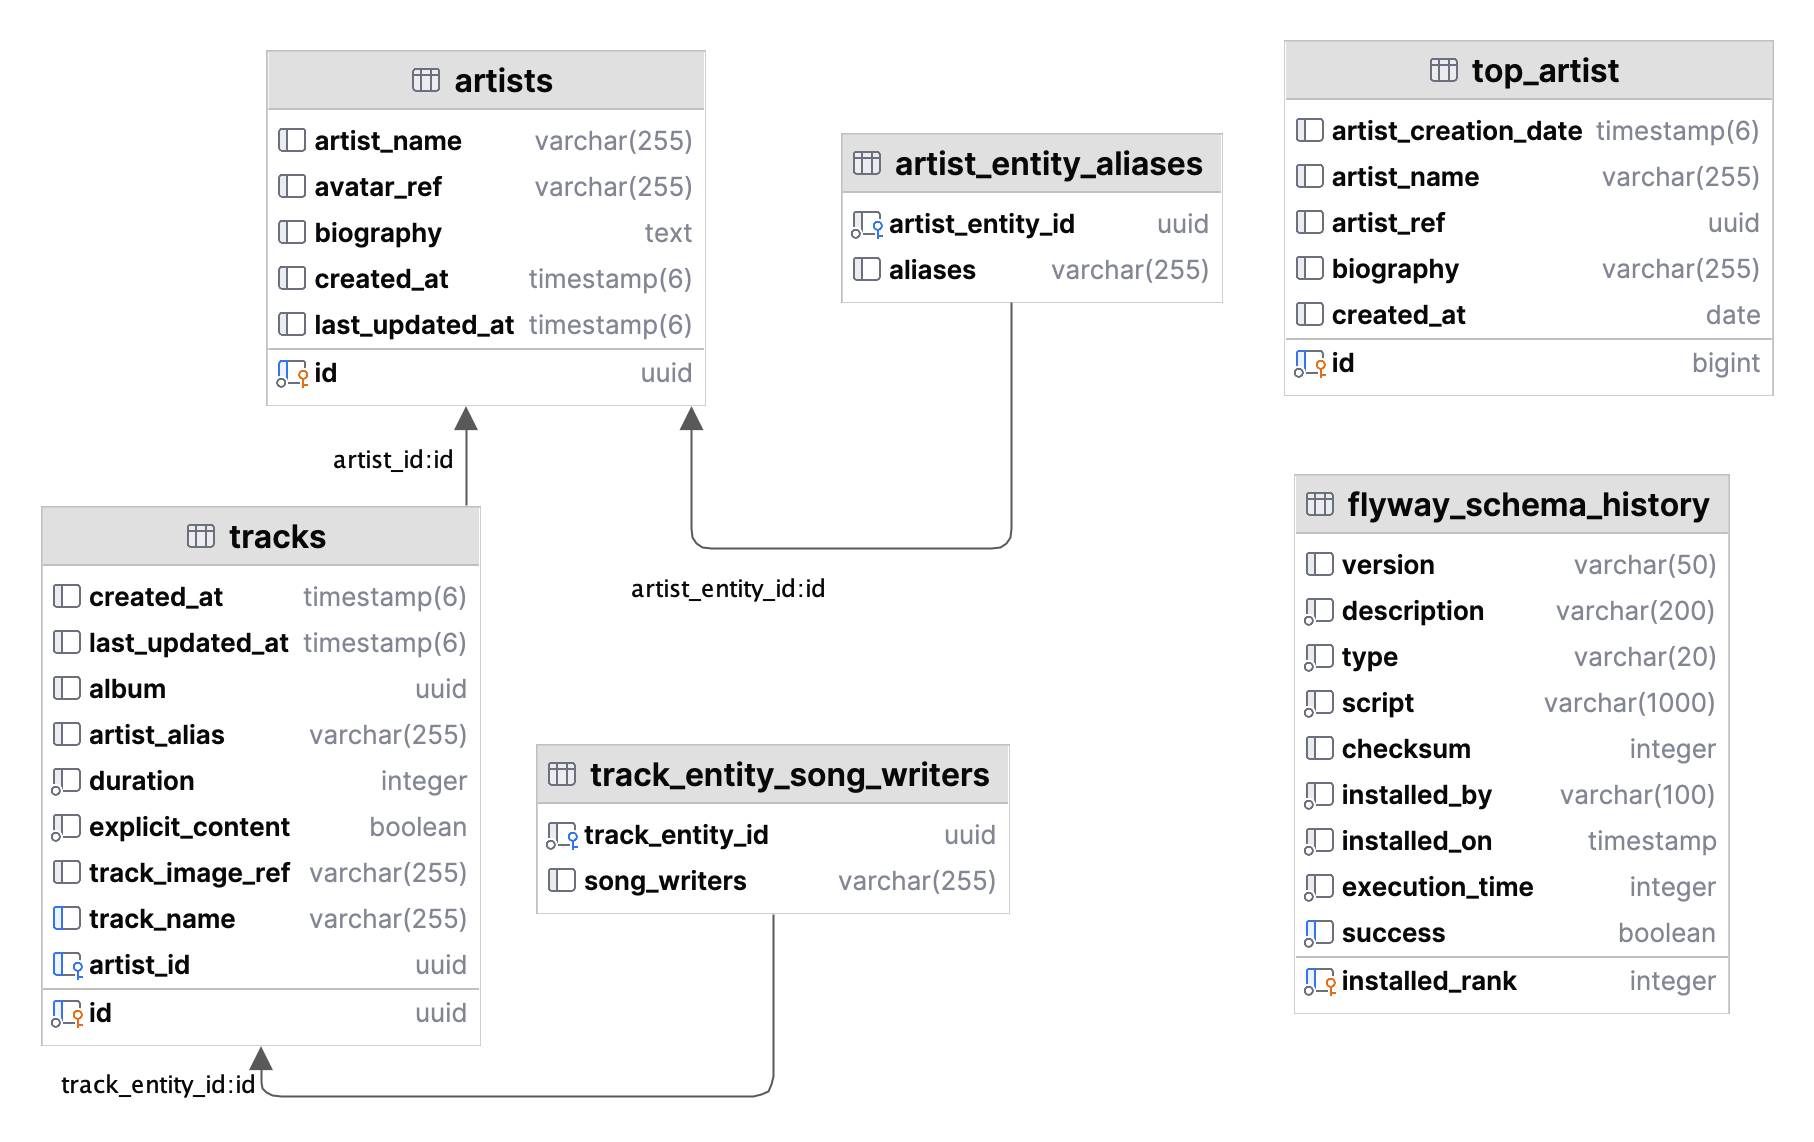 artists
artist_name varchar(255)
avatar_ref varchar(255)
biography text
created_at timestamp(6)
last_updated_at timestamp(6)
id uuid
artist_entity_aliases
artist_entity_id uuid
aliases varchar(255)
top_artist
artist_creation_date timestamp(6)
artist_name varchar(255)
artist_ref uuid
biography varchar(255)
created_at date
id bigint
artist_id:id
artist_entity_id:id
tracks
created_at timestamp(6)
last_updated_at timestamp(6)
album uuid
artist_alias varchar(255)
duration integer
explicit_content boolean
track_image_ref varchar(255)
track_name varchar(255)
artist_id uuid
id uuid
track_entity_song_writers
track_entity_id uuid
song_writers varchar(255)
track_entity_id:id
flyway_schema_history
version varchar(50)
description varchar(200)
type varchar(20)
script varchar(1000)
checksum integer
installed_by varchar(100)
installed_on timestamp
execution_time integer
success boolean
installed_rank integer